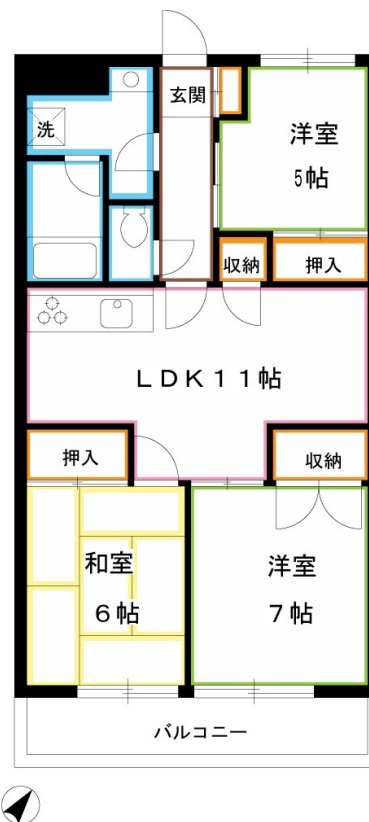 玄関
洋室
5帖
洗
収納
押入
LDK11帖
押入
収納
和室
6帖
洋室
7帖
バルコニー